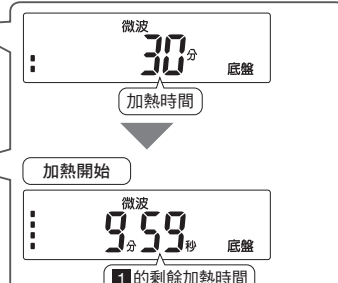 微波
30分
底盤
加熱時間
加熱開始
微波
9分59秒
底盤
1的剩餘加熱時間